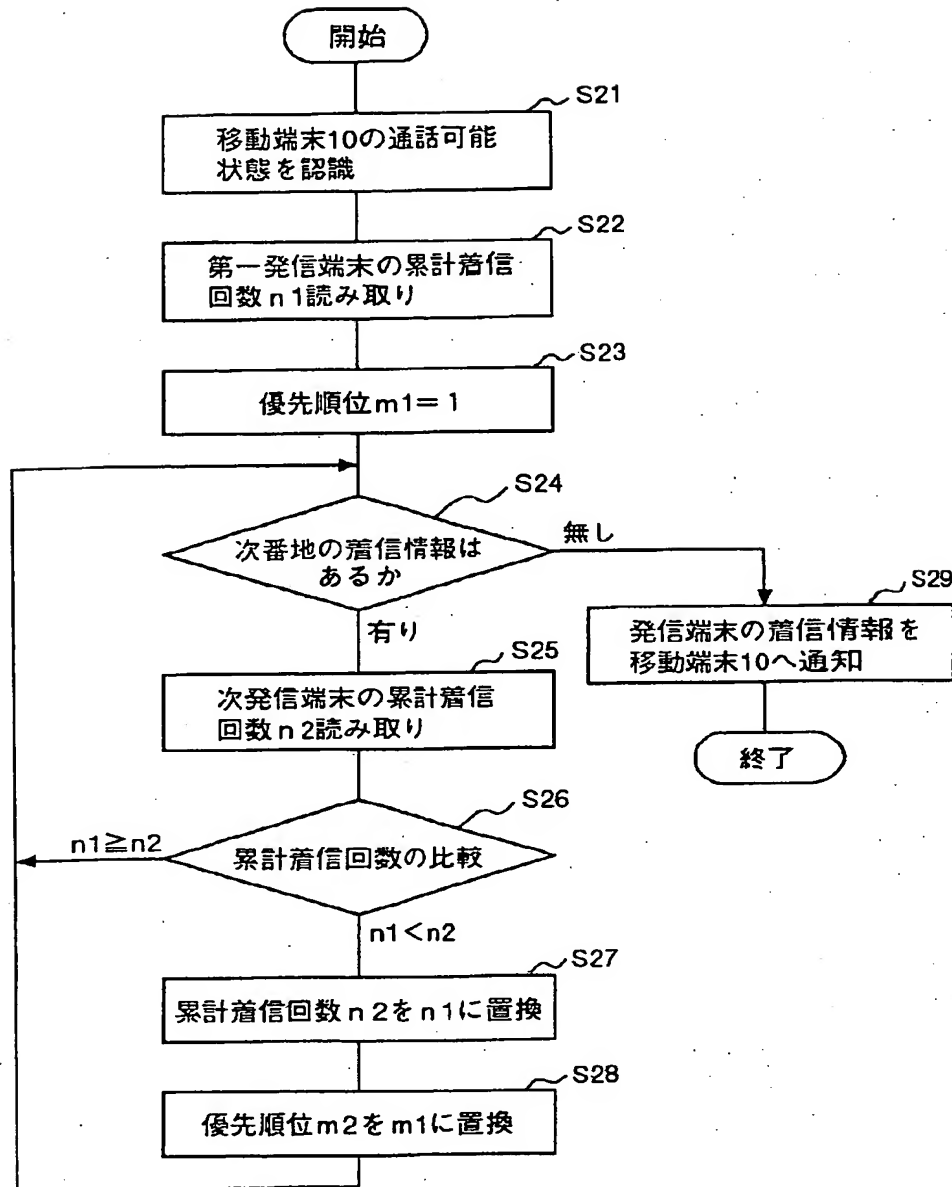 開始
S21
移動端末10の通話可能
状態を認識
S22
第一発信端末の累計着信
回数n1読み取り
S23
優先順位m1＝1
S24
次番地の着信情報は
あるか
無し
有り
S29
発信端末の着信情報を
移動端末10へ通知
終了
S25
次発信端末の累計着信
回数n2読み取り
S26
累計着信回数の比較
n1≧n2
n1＜n2
S27
累計着信回数n2をn1に置換
S28
優先順位m2をm1に置換